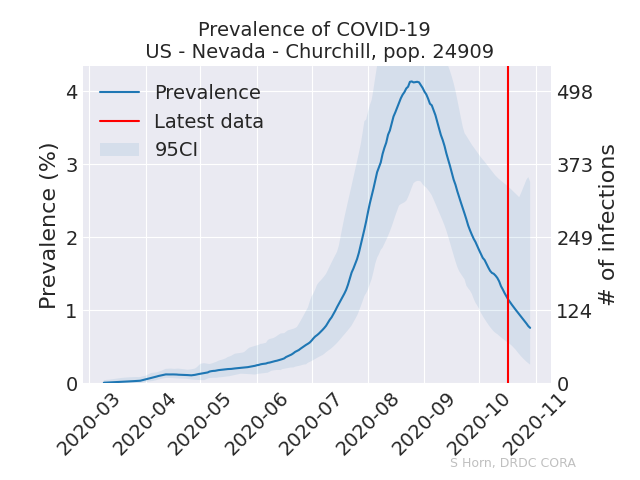 Prevalence of COVID-19
US - Nevada - Churchill, pop. 24909
Prevalence
Latest data
95CI
Prevalence (%)
4
3
2
1
0
498
373
249
124
0
# of infections
2020-03
2020-04
2020-05
2020-06
2020-07
2020-08
2020-09
2020-10
2020-11
S Horn, DRDC CORA